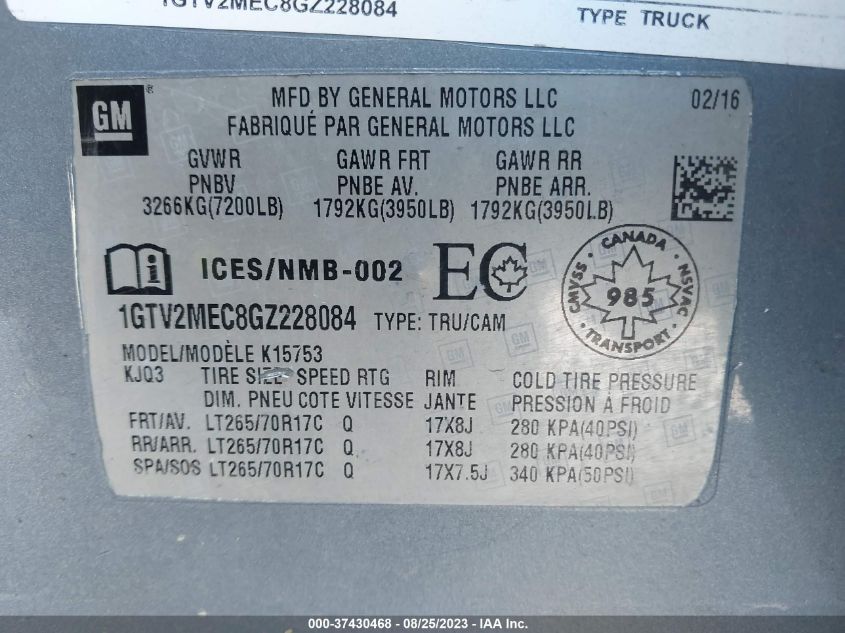 1GTV2MEC8GZ228084
TYPE TRUCK
GM ®
MFD BY GENERAL MOTORS LLC 02/16
FABRIQUÉ PAR GENERAL MOTORS LLC
GVWR GAWR FRT GAWR RR
PNBV PNBE AV. PNBE ARR.
3266KG(7200LB) 1792KG(3950LB) 1792KG(3950LB)
ICES/NMB-002 EC
CANADA
CMVSS 985 NSVAC
TRANSPORT
1GTV2MEC8GZ228084 TYPE: TRU/CAM
MODEL/MODÈLE K15753
KJQ3 TIRE SIZE SPEED RTG RIM COLD TIRE PRESSURE
DIM. PNEU COTE VITESSE JANTE PRESSION À FROID
FRT/AV. LT265/70R17C Q 17X8J 280 KPA(40PSI)
RR/ARR. LT265/70R17C Q 17X8J 280 KPA(40PSI)
SPA/SOS LT265/70R17C Q 17X7.5J 340 KPA(50PSI)
000-37430468 - 08/25/2023 - IAA Inc.